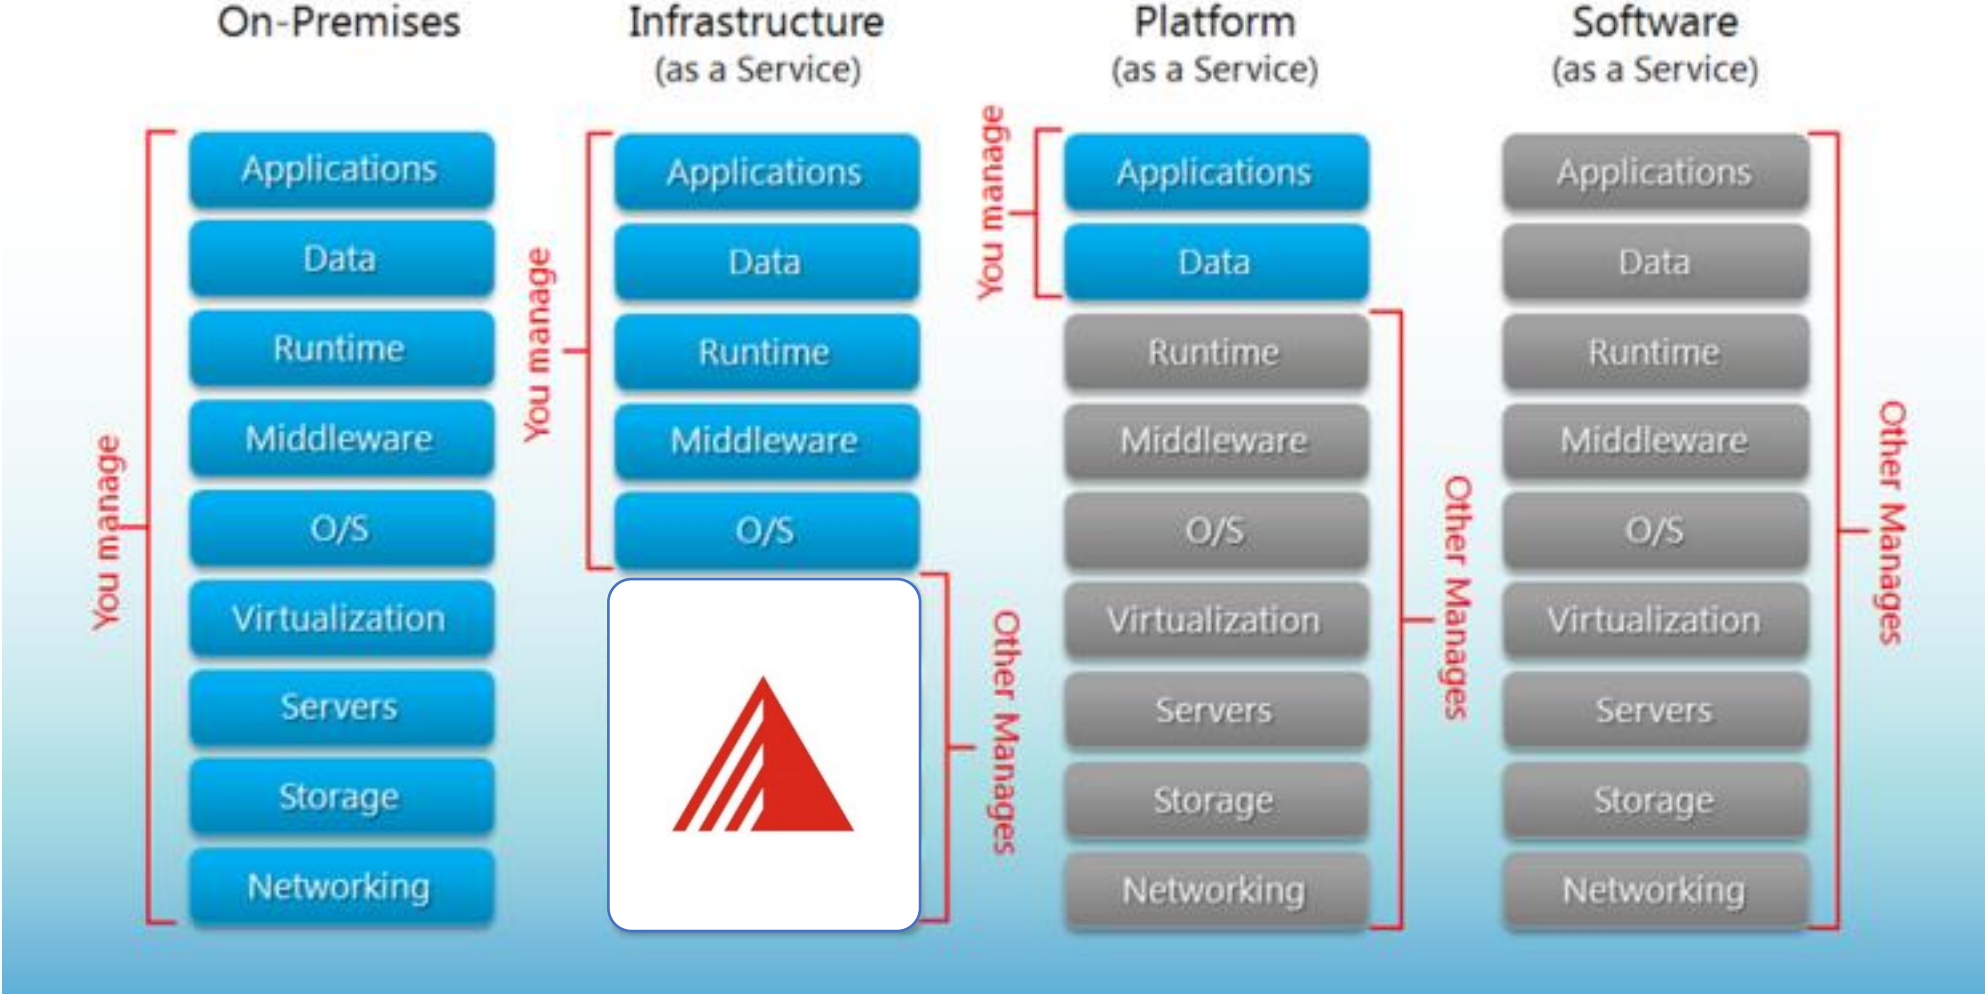 On-Premises
You manage
Applications
Data
Runtime
Middleware
O/S
Virtualization
Servers
Storage
Networking
Infrastructure
(as a Service)
You manage
Applications
Data
Runtime
Middleware
O/S
Other Manages
Platform
(as a Service)
You manage
Applications
Data
Runtime
Middleware
O/S
Virtualization
Servers
Storage
Networking
Other Manages
Software
(as a Service)
Applications
Data
Runtime
Middleware
O/S
Virtualization
Servers
Storage
Networking
Other Manages